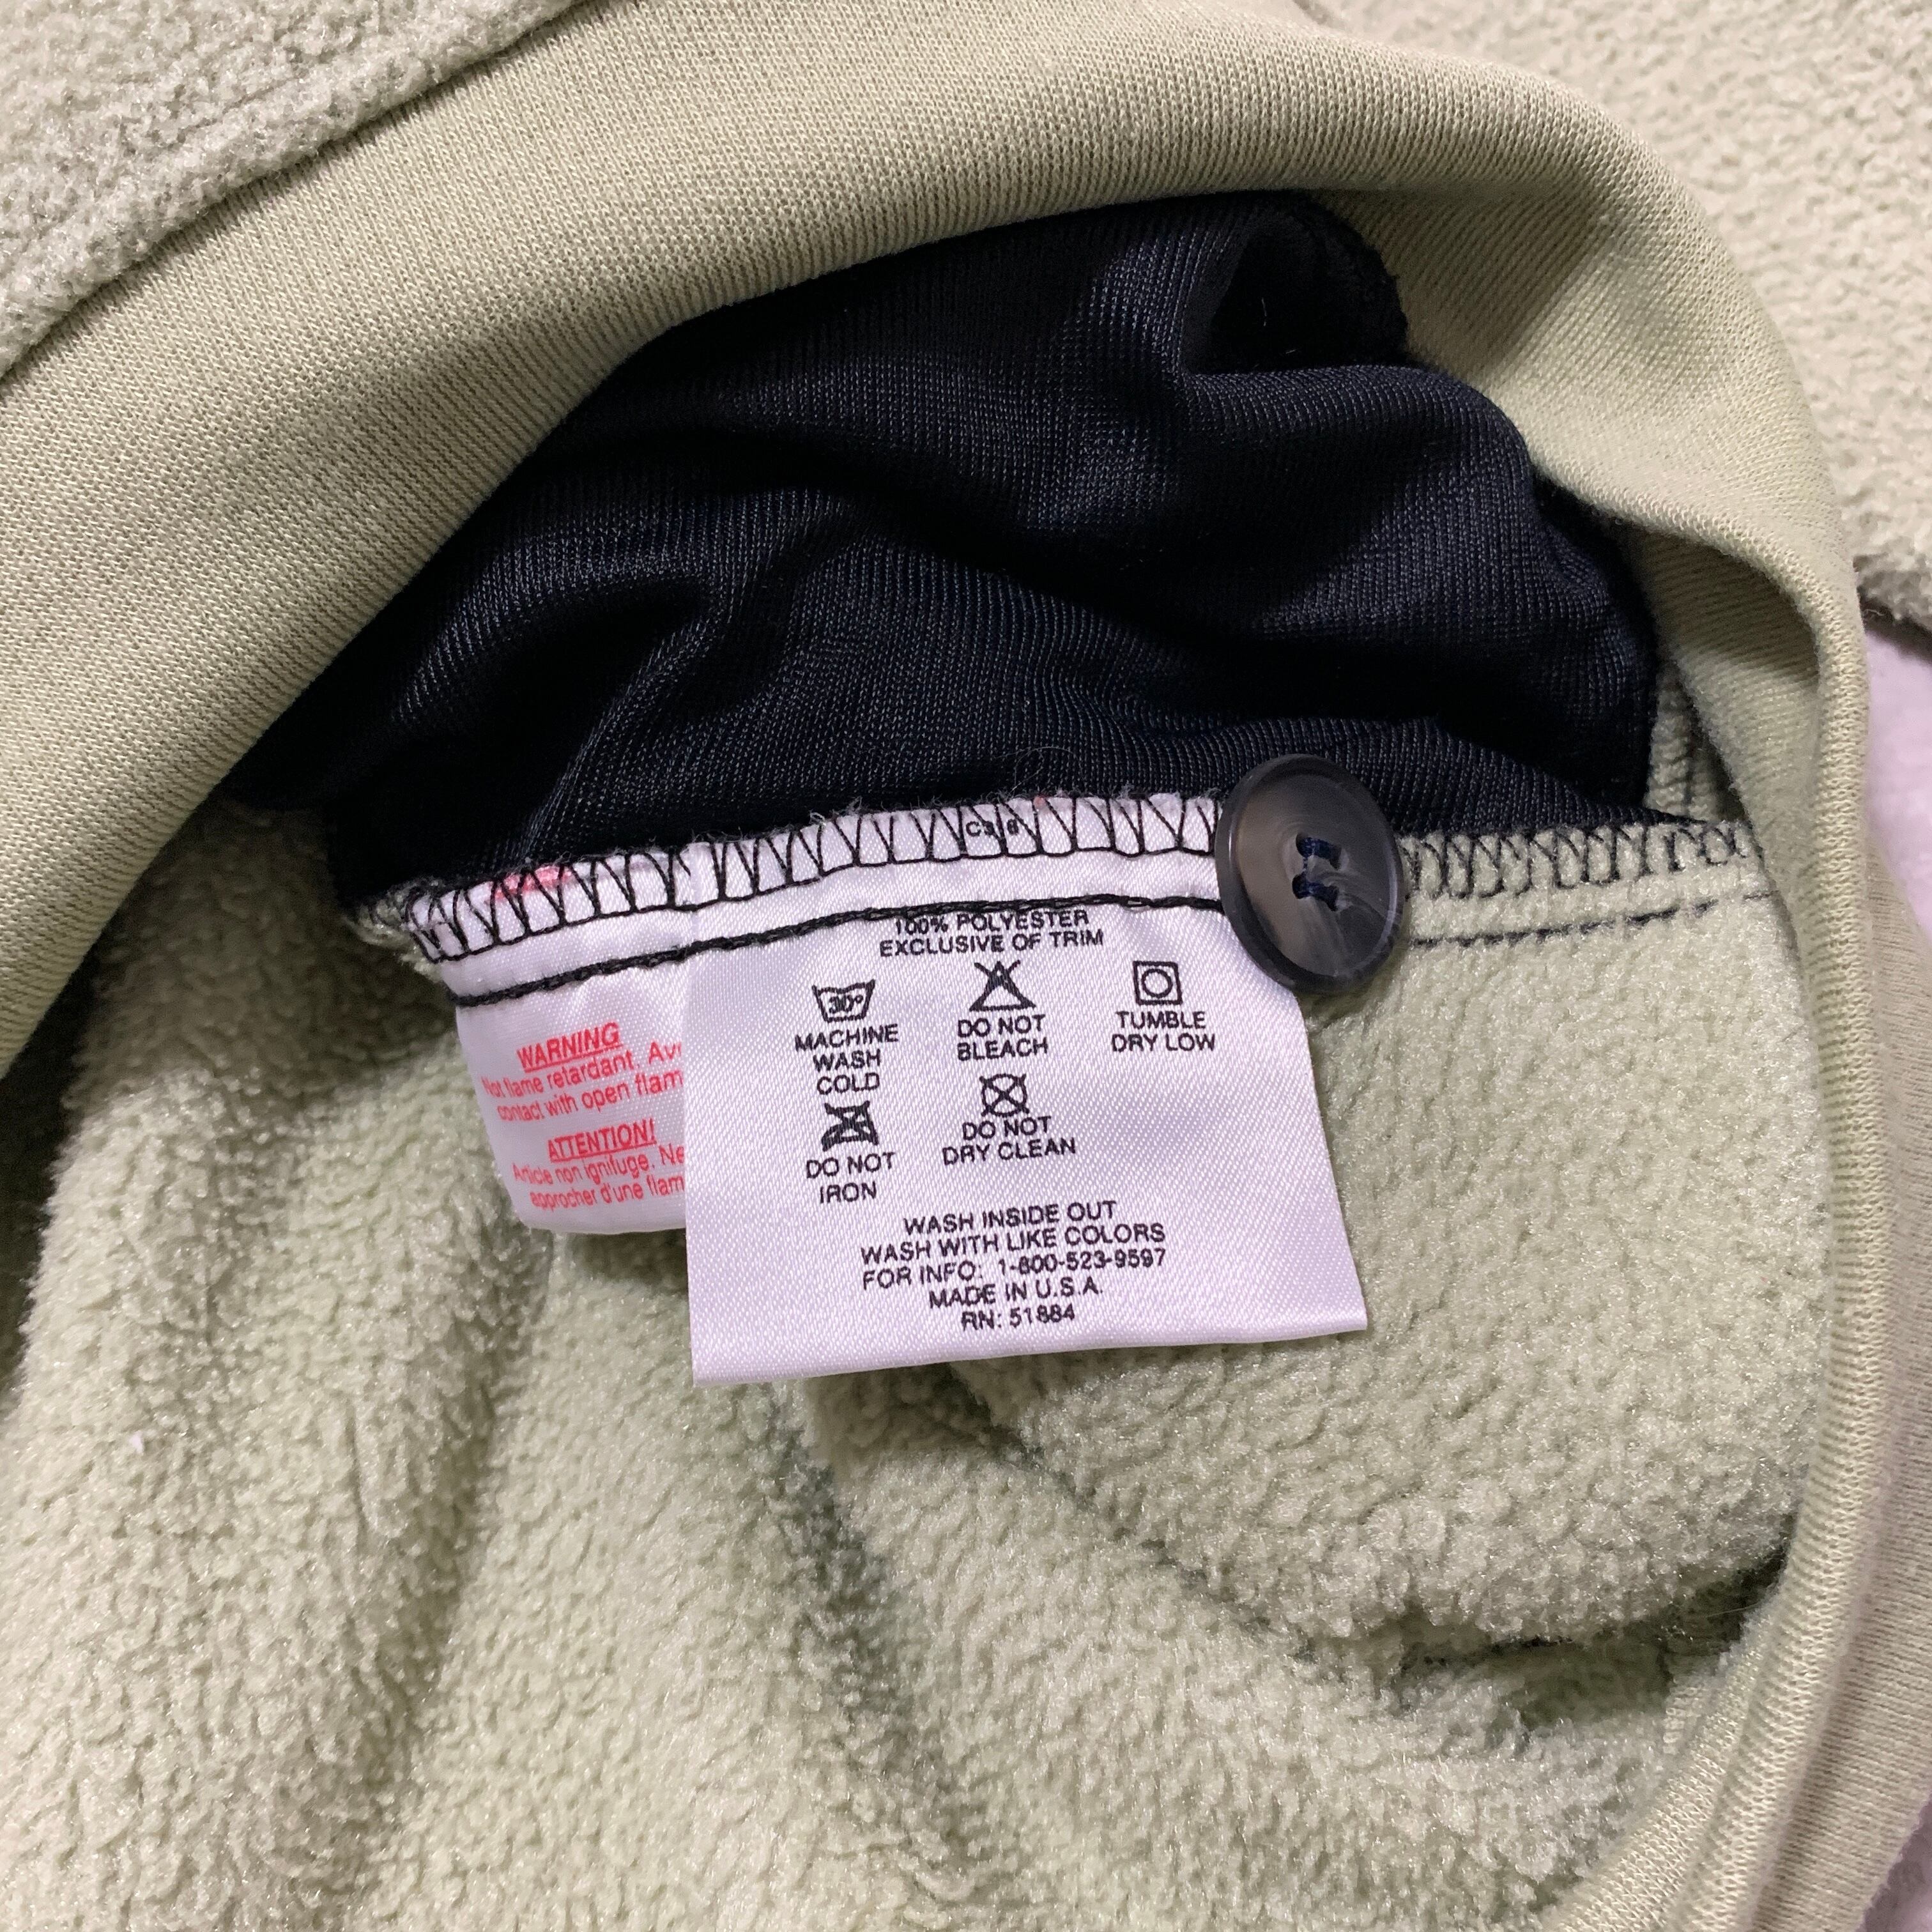 100% POLYESTER
EXCLUSIVE OF TRIM
30°
MACHINE
WASH
COLD
DO NOT
BLEACH
TUMBLE
DRY LOW
DO NOT
IRON
DO NOT
DRY CLEAN
WASH INSIDE OUT
WASH WITH LIKE COLORS
FOR INFO: 1-800-523-9597
MADE IN U.S.A.
RN: 51884
WARNING
Not flame retardant. Av
contact with open flam
ATTENTION!
Article non ignifuge. Ne
approcher d'une flam